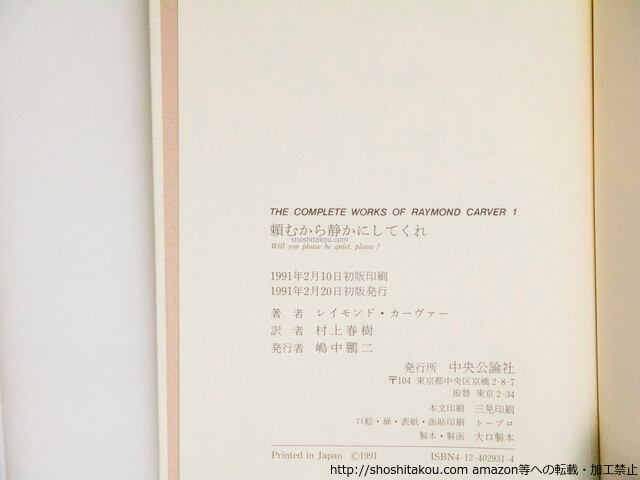 THE COMPLETE WORKS OF RAYMOND CARVER 1
頼むから静かにしてくれ
shoshitakou.com
Will you please be quiet, please?
1991年2月10日初版印刷
1991年2月20日初版発行
著者 レイモンド・カーヴァー
訳者 村上春樹
発行者 嶋中鵬二
発行所 中央公論社
〒104 東京都中央区京橋2-8-7
振替 東京2-34
本文印刷 三晃印刷
口絵・扉・表紙・函貼印刷 トープロ
製本・製函 大口製本
Printed in Japan ©1991 ISBN4-12-402931-4
http://shoshitakou.com amazon等への転載・加工禁止